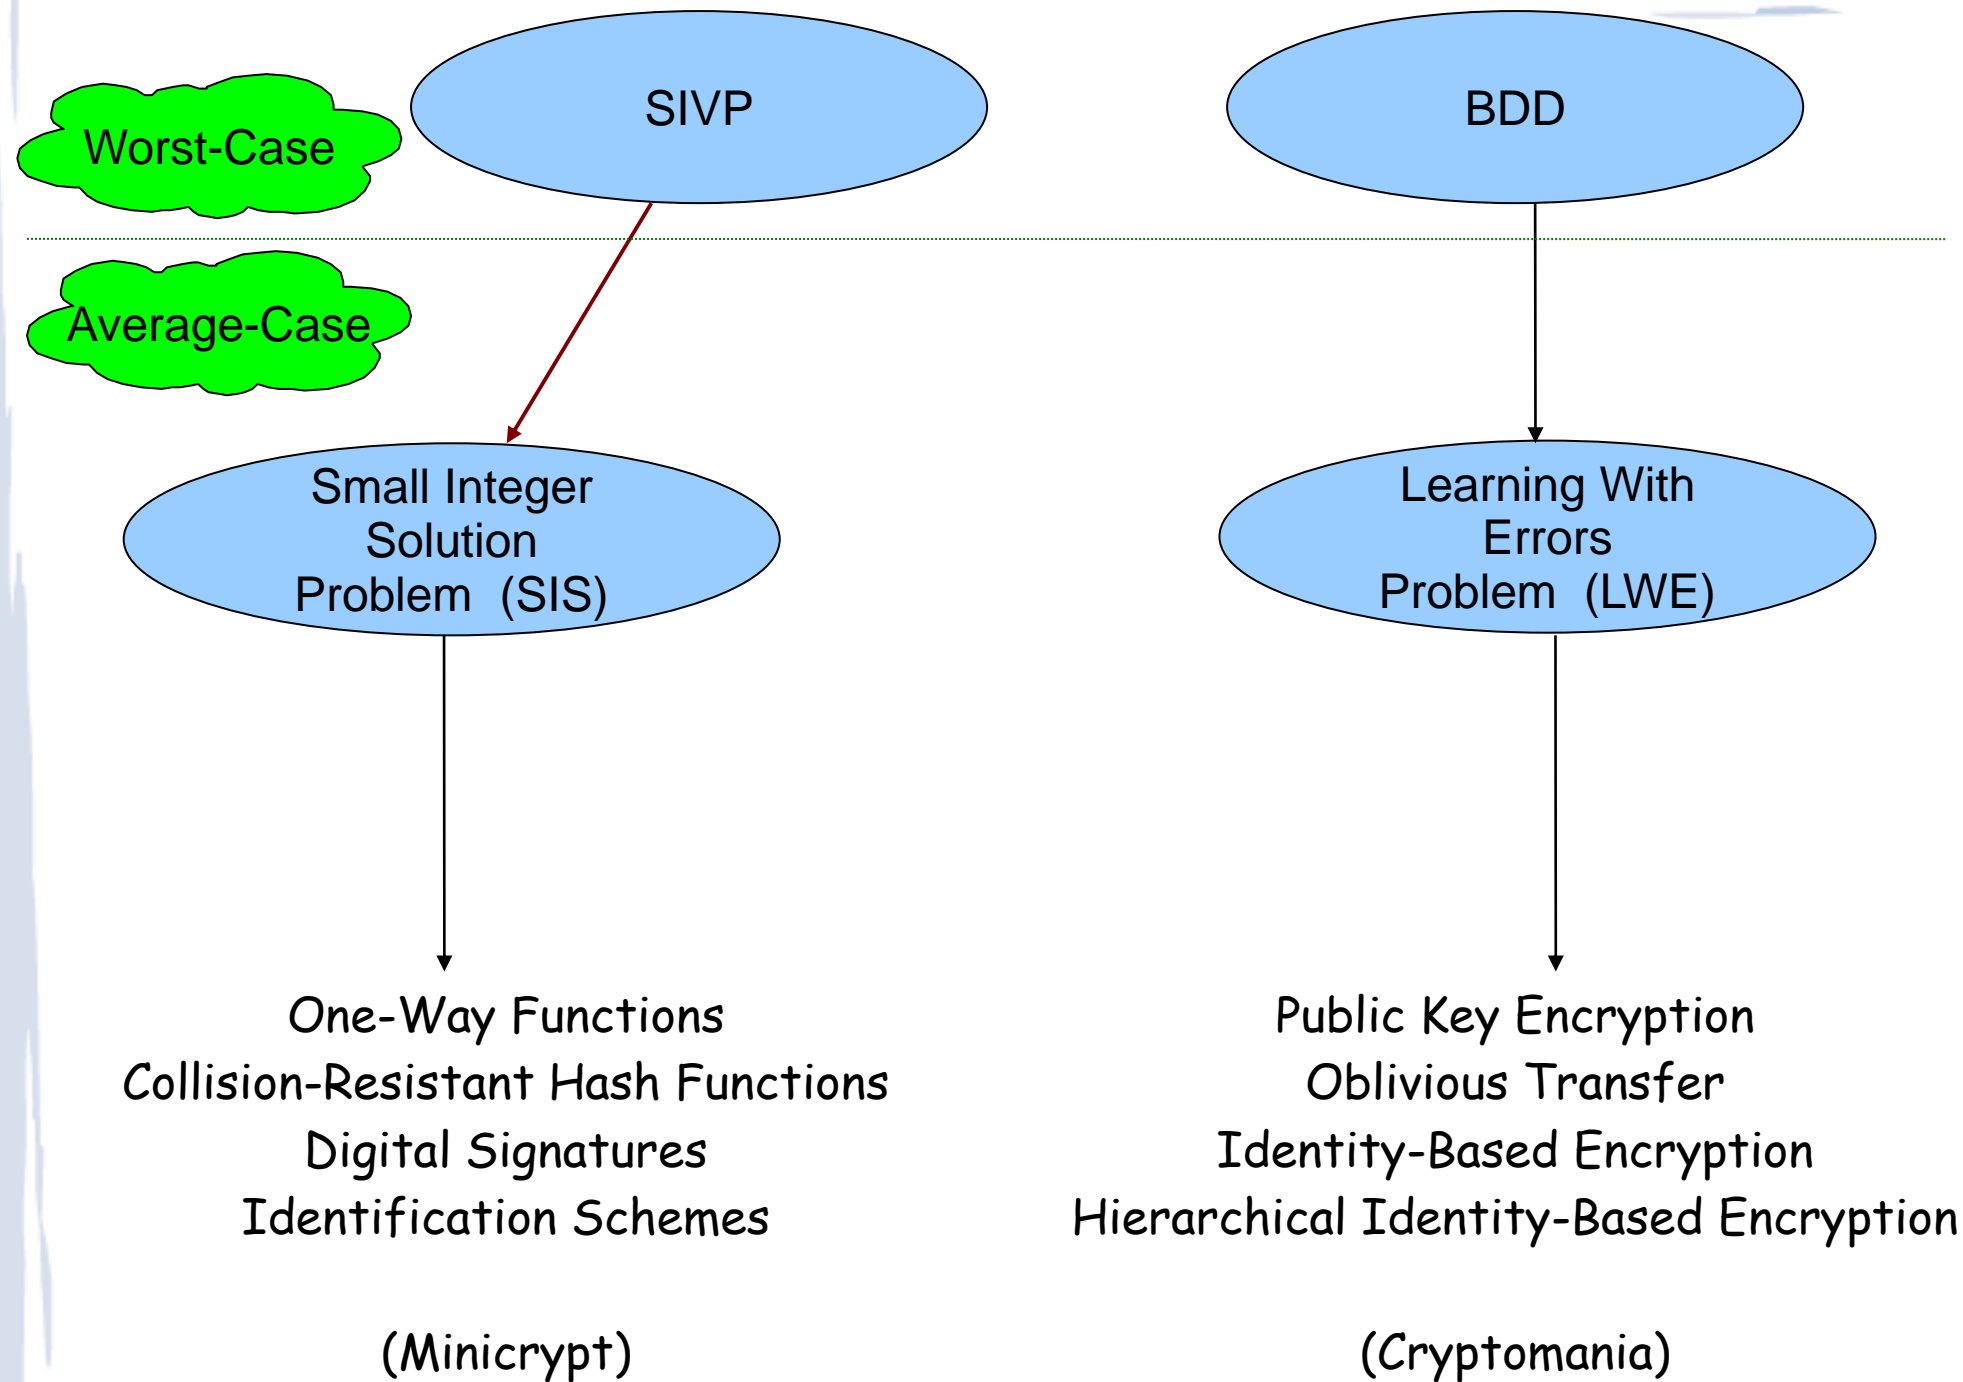 SIVP
BDD
Worst-Case
Average-Case
Small Integer
Solution
Problem (SIS)
Learning With
Errors
Problem (LWE)
One-Way Functions
Collision-Resistant Hash Functions
Digital Signatures
Identification Schemes
(Minicrypt)
Public Key Encryption
Oblivious Transfer
Identity-Based Encryption
Hierarchical Identity-Based Encryption
(Cryptomania)